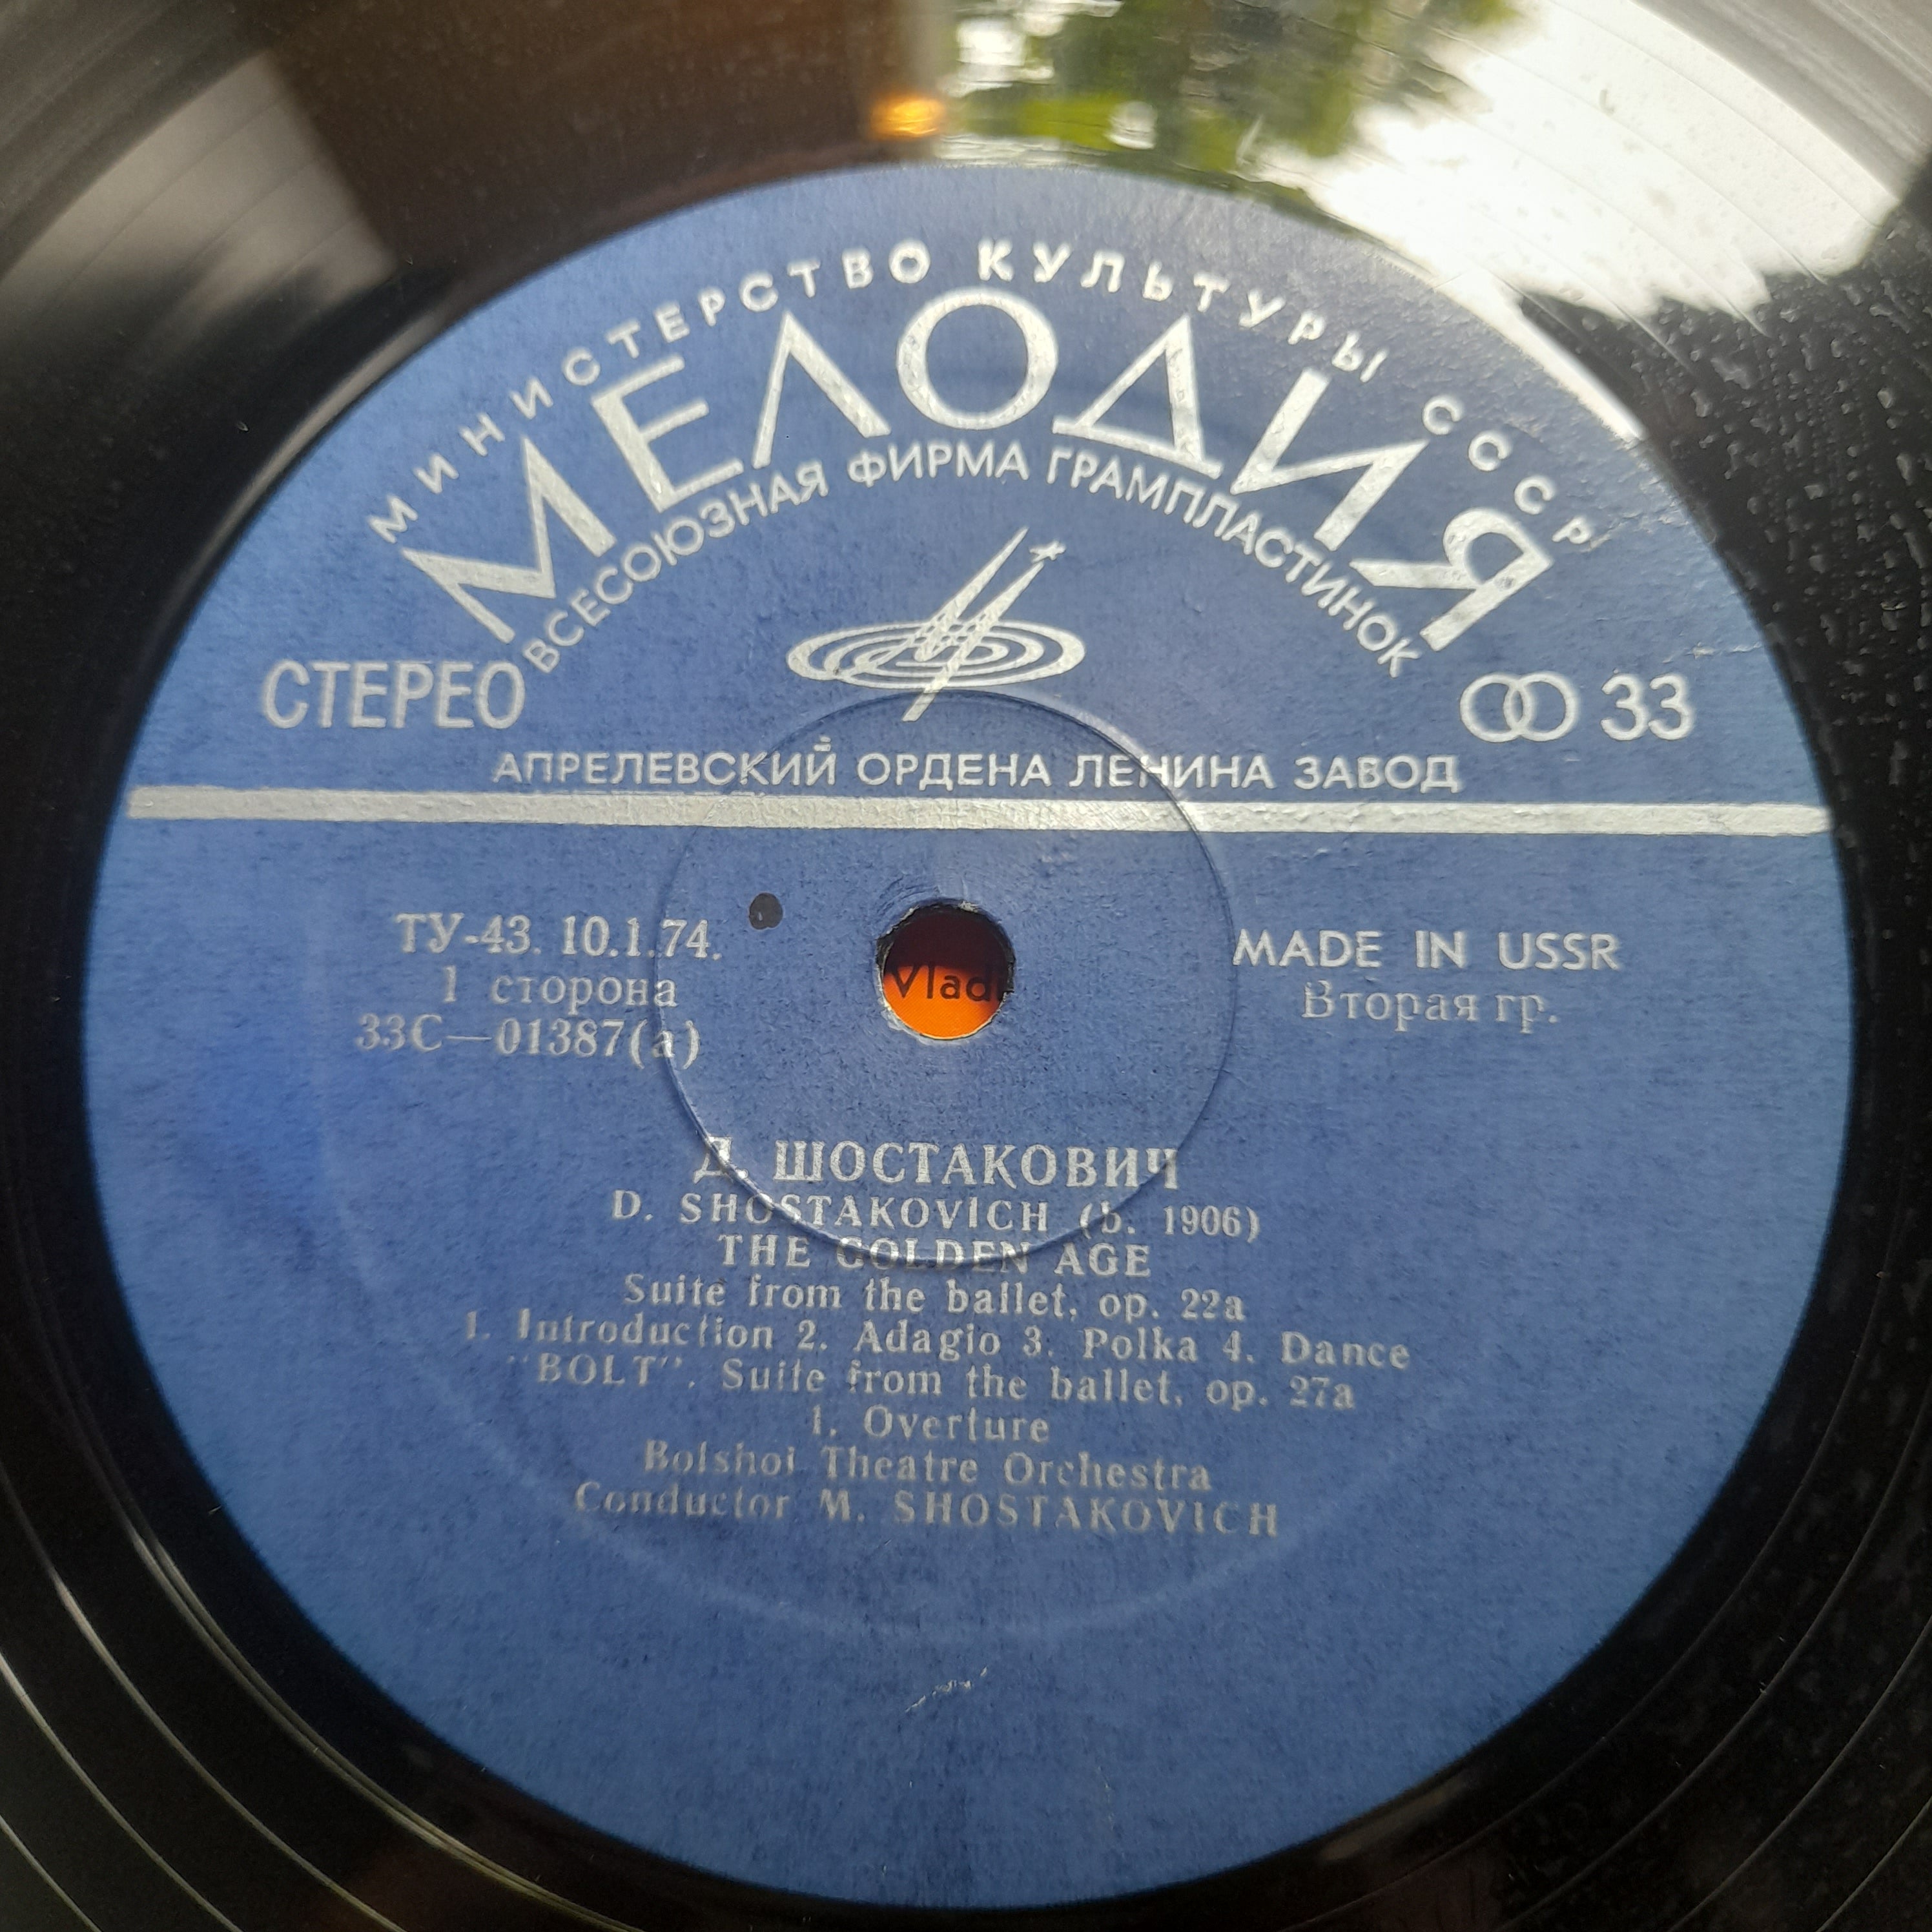 МИНИСТЕРСТВО КУЛЬТУРЫ СССР
МЕЛОДИЯ
ВСЕСОЮЗНАЯ ФИРМА ГРАМПЛАСТИНОК
СТЕРЕО
33
АПРЕЛЕВСКИЙ ОРДЕНА ЛЕНИНА ЗАВОД
ТУ-43. 10.1.74.
1 сторона
33С—01387(а)
MADE IN USSR
Вторая гр.
Vladi
Д. ШОСТАКОВИЧ
D. SHOSTAKOVICH (b. 1906)
THE GOLDEN AGE
Suite from the ballet, op. 22a
1. Introduction 2. Adagio 3. Polka 4. Dance
"BOLT". Suite from the ballet, op. 27a
1. Overture
Bolshoi Theatre Orchestra
Conductor M. SHOSTAKOVICH